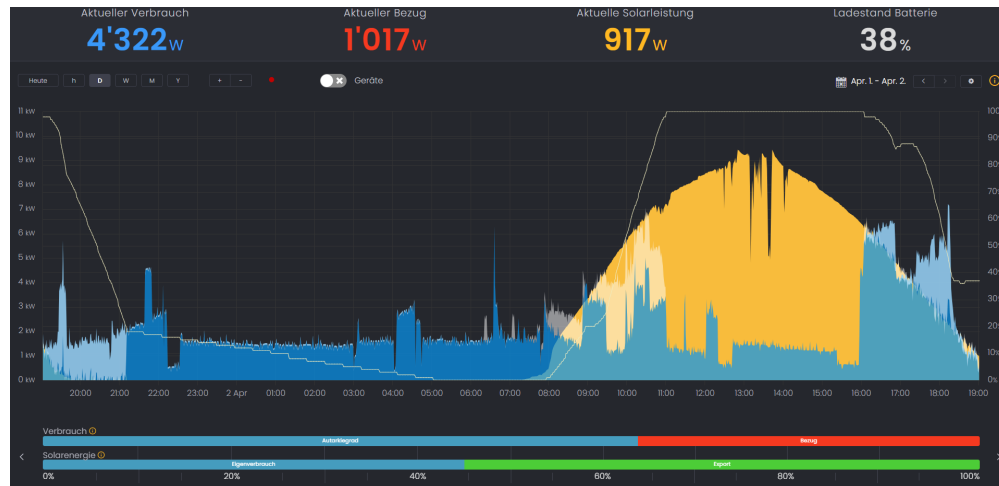 Aktueller Verbrauch Aktueller Bezug Aktuelle Solarleistung Ladestand Batterie
4'322W 1'017W 917W 38%
Heute h D W M Y + - Geräte Apr. 1. - Apr. 2. < >
11 kW 100
10 kW 90
9 kW 80
8 kW 70%
7 kW 60
6 kW 50%
5 kW 40
4 kW 30
3 kW 20
2 kW 10%
1 kW 0%
0 kW
20:00 21:00 22:00 23:00 2 Apr 01:00 02:00 03:00 04:00 05:00 06:00 07:00 08:00 09:00 10:00 11:00 12:00 13:00 14:00 15:00 16:00 17:00 18:00 19:00
Verbrauch
Autarkiegrad Bezug
Solarenergie
Eigenverbrauch Export
0% 20% 40% 60% 80% 100%